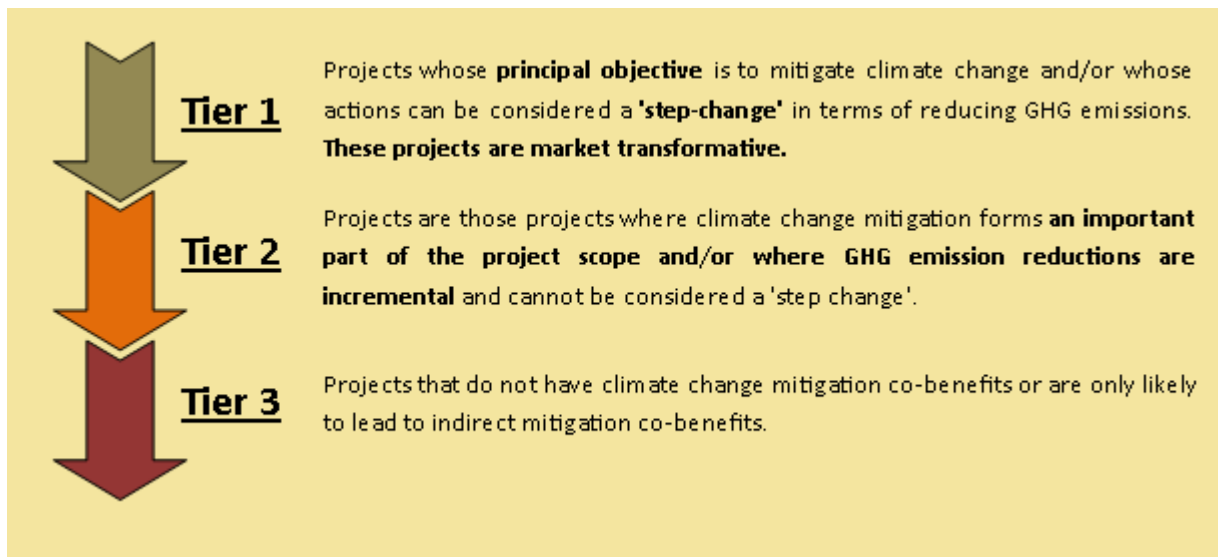 Tier 1
Projects whose principal objective is to mitigate climate change and/or whose
actions can be considered a 'step-change' in terms of reducing GHG emissions.
These projects are market transformative.
Tier 2
Projects are those projects where climate change mitigation forms an important
part of the project scope and/or where GHG emission reductions are
incremental and cannot be considered a 'step change'.
Tier 3
Projects that do not have climate change mitigation co-benefits or are only likely
to lead to indirect mitigation co-benefits.